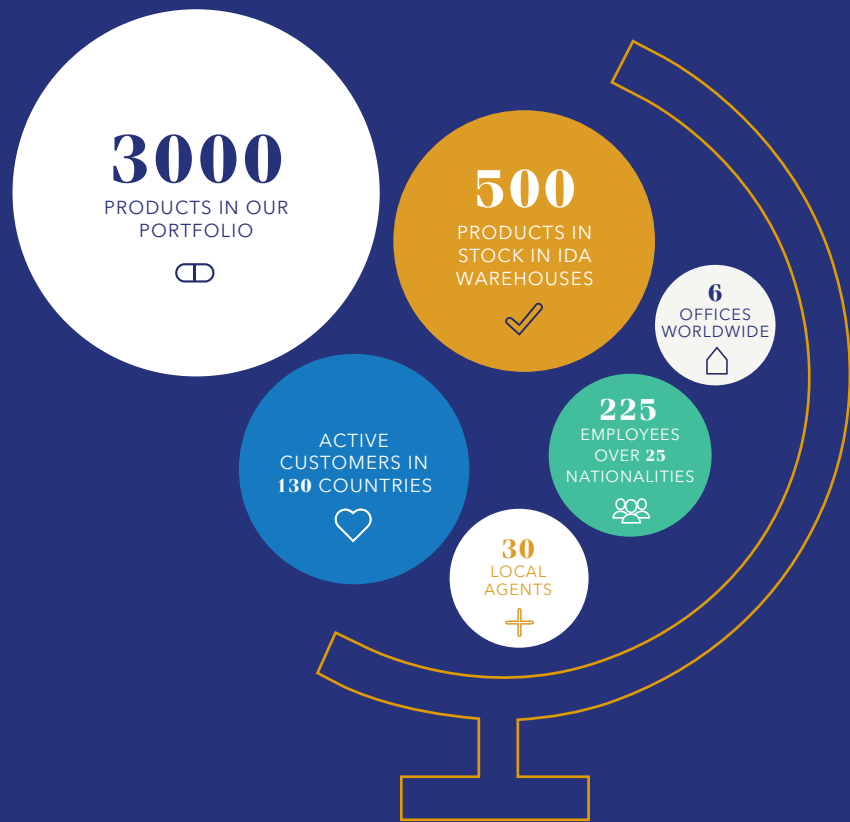 3000
PRODUCTS IN OUR
PORTFOLIO
500
PRODUCTS IN
STOCK IN IDA
WAREHOUSES
6
OFFICES
WORLDWIDE
ACTIVE
CUSTOMERS IN
130 COUNTRIES
225
EMPLOYEES
OVER 25
NATIONALITIES
30
LOCAL
AGENTS